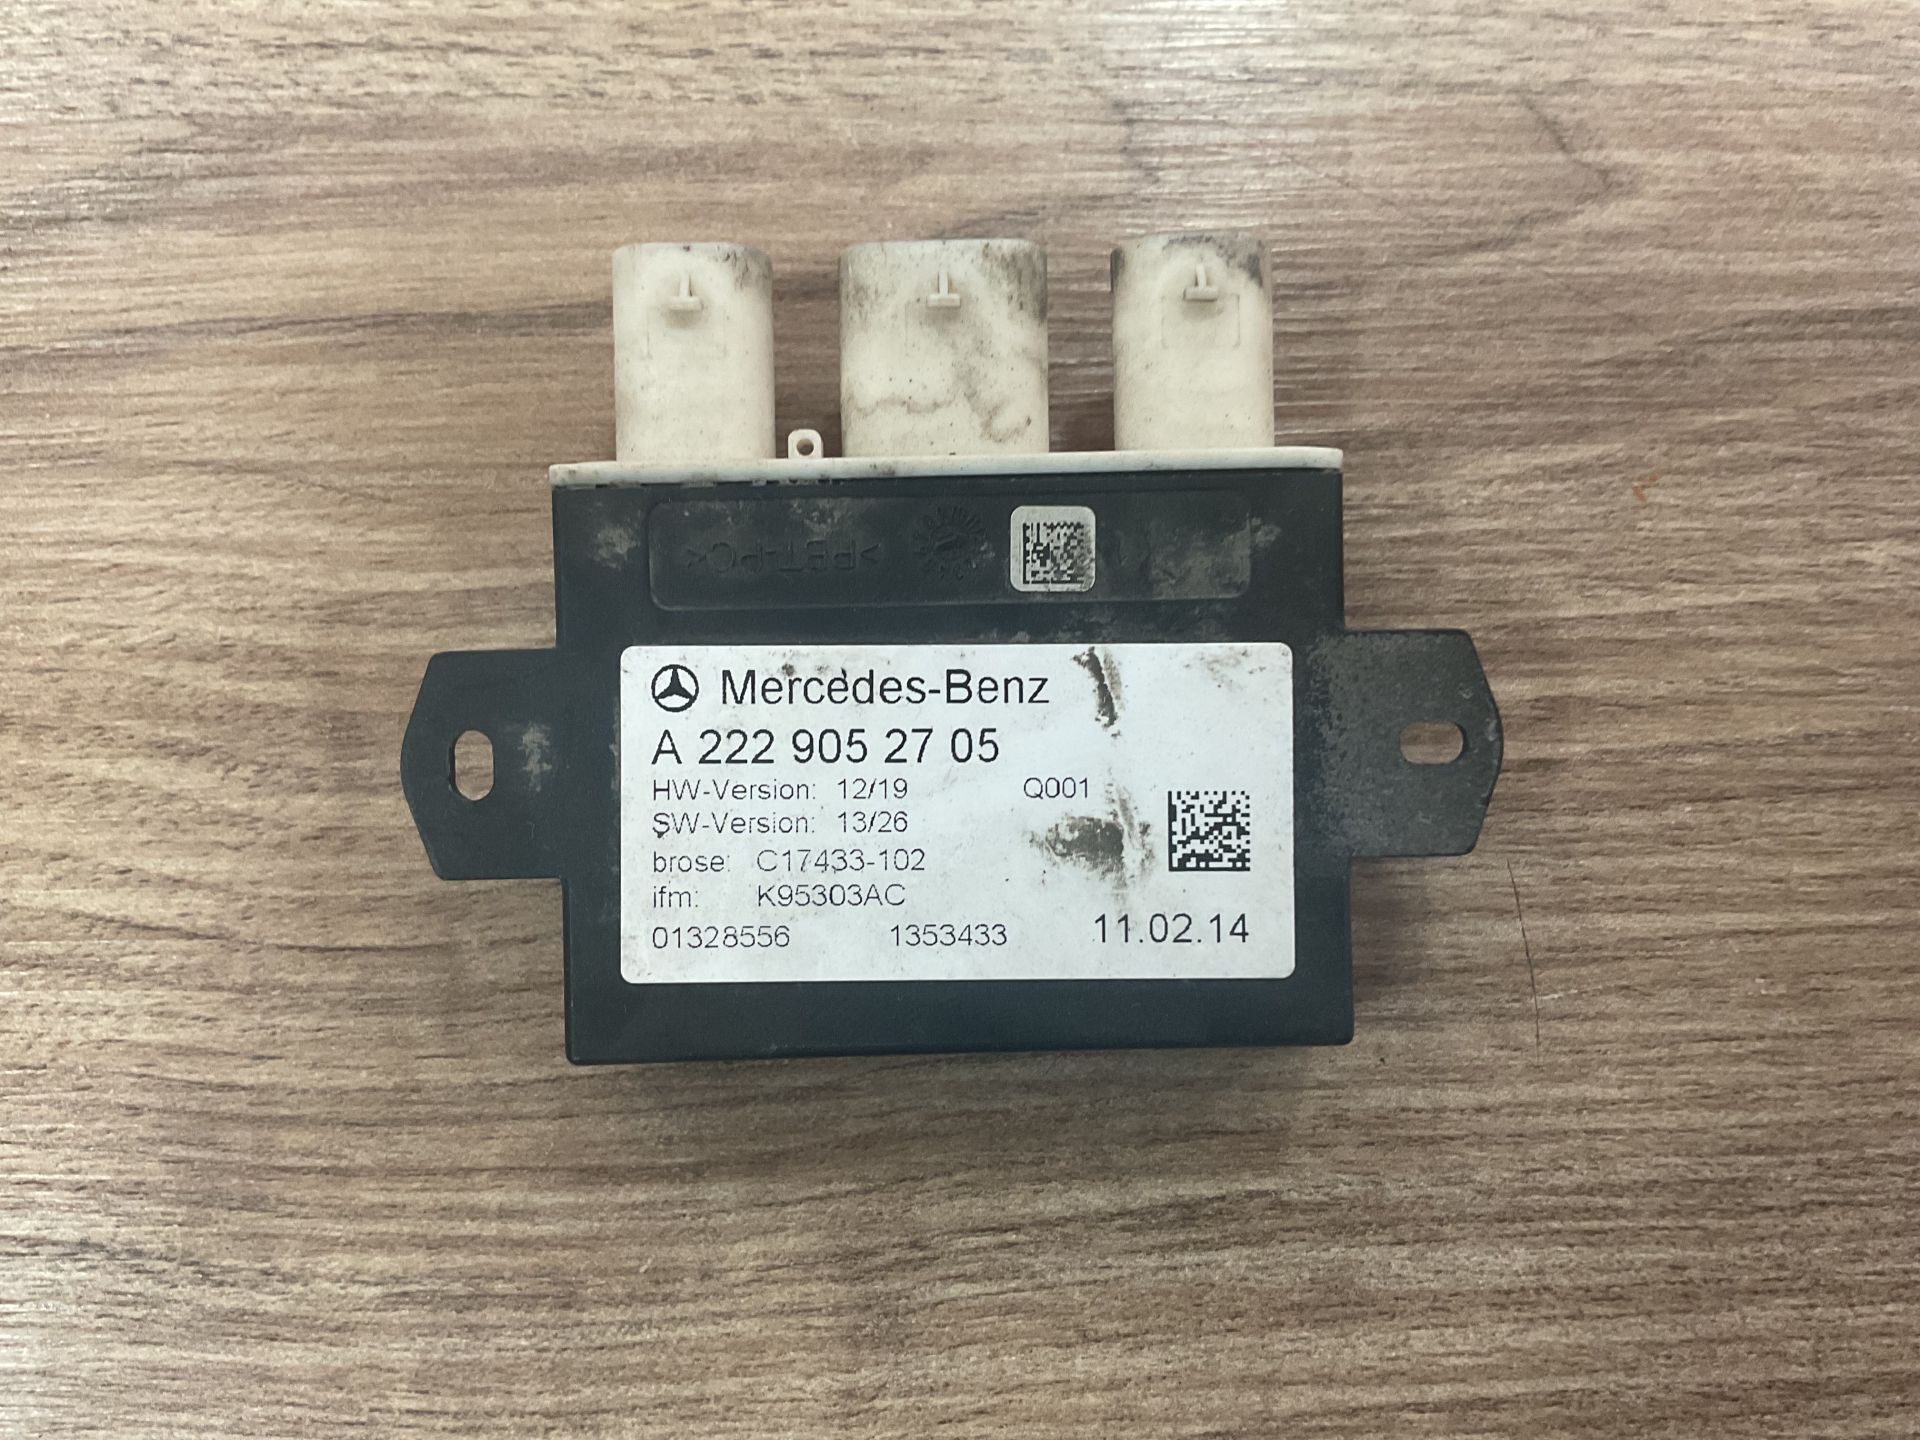 >PET-PC<
Mercedes-Benz
A 222 905 27 05
HW-Version: 12/19 Q001
SW-Version: 13/26
brose: C17433-102
ifm: K95303AC
01328556 1353433 11.02.14